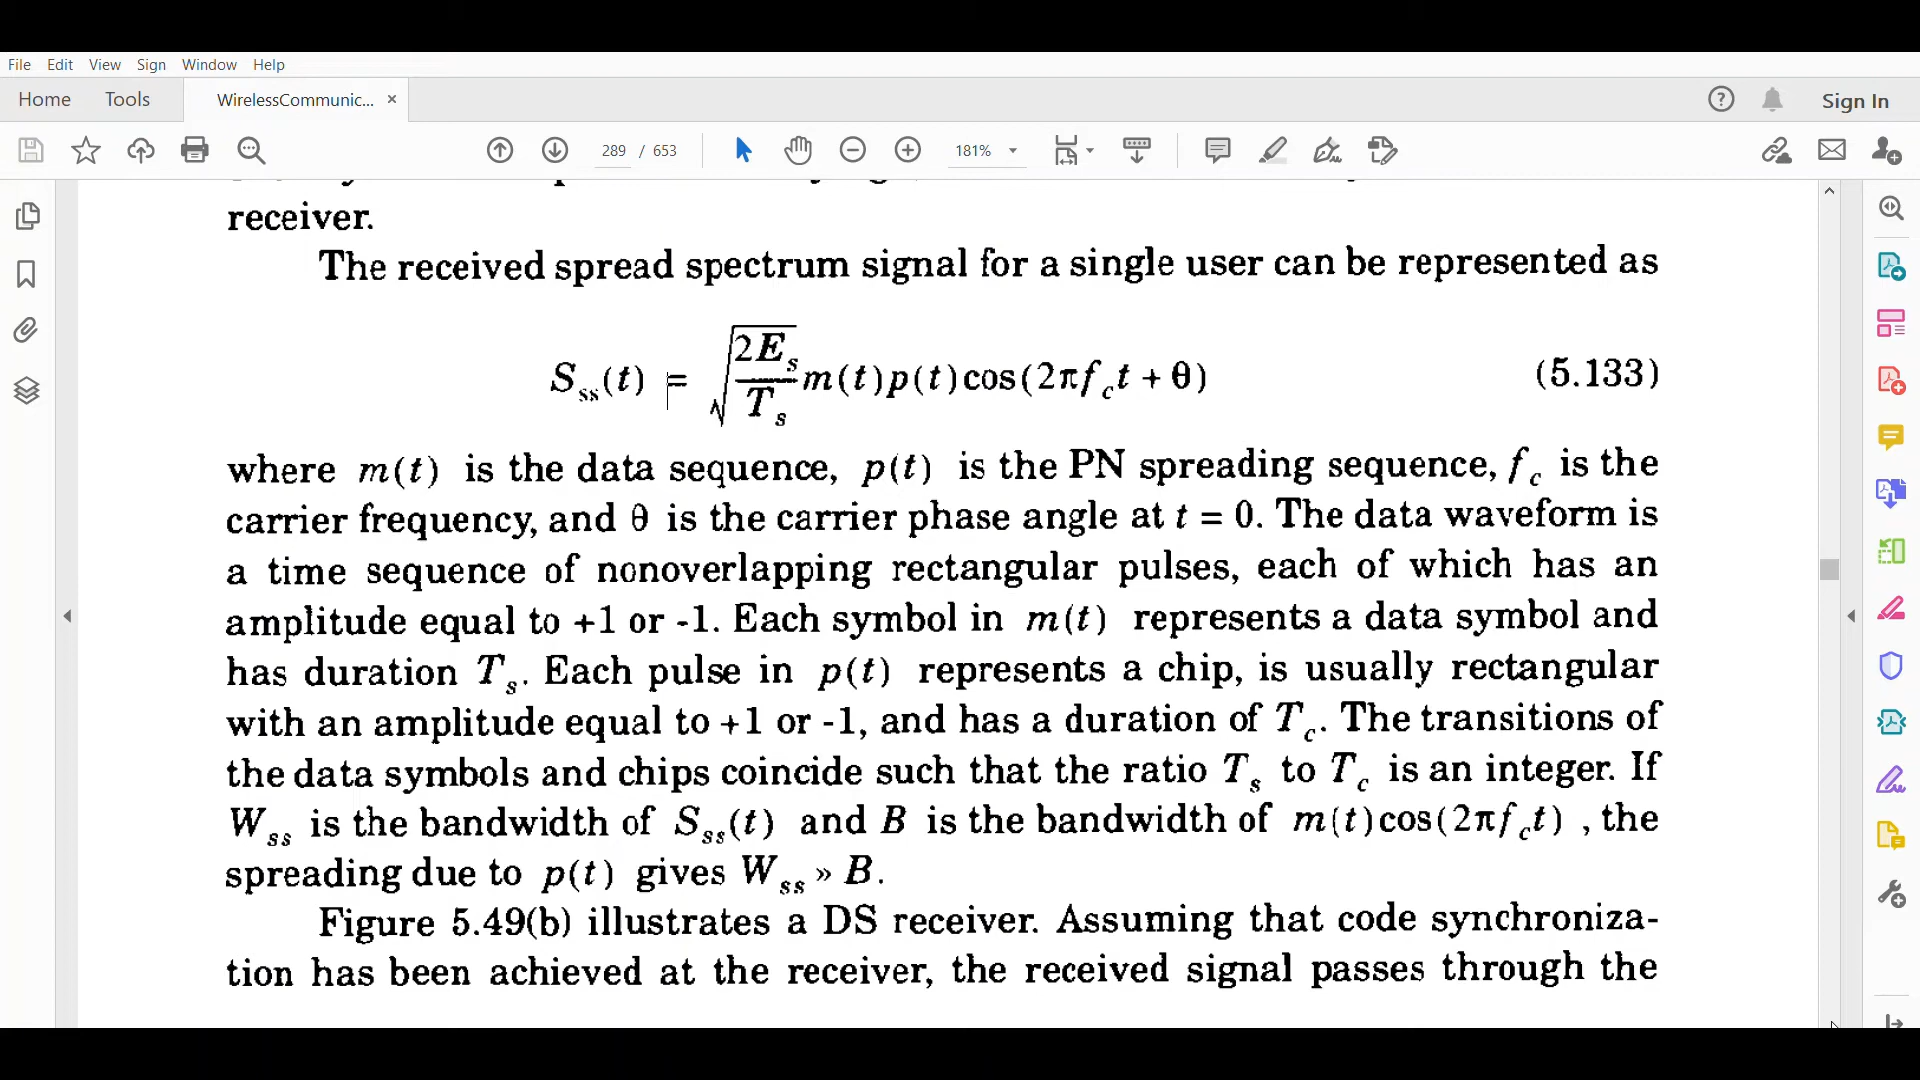 File Edit View Sign Window Help
Home Tools WirelessCommunic... × Sign In
289 / 653 181%
receiver.
The received spread spectrum signal for a single user can be represented as
S_ss(t) = √(2E_s/T_s) m(t)p(t)cos(2πf_c t + θ) (5.133)
where m(t) is the data sequence, p(t) is the PN spreading sequence, f_c is the
carrier frequency, and θ is the carrier phase angle at t = 0. The data waveform is
a time sequence of nonoverlapping rectangular pulses, each of which has an
amplitude equal to +1 or -1. Each symbol in m(t) represents a data symbol and
has duration T_s. Each pulse in p(t) represents a chip, is usually rectangular
with an amplitude equal to +1 or -1, and has a duration of T_c. The transitions of
the data symbols and chips coincide such that the ratio T_s to T_c is an integer. If
W_ss is the bandwidth of S_ss(t) and B is the bandwidth of m(t)cos(2πf_c t), the
spreading due to p(t) gives W_ss » B.
Figure 5.49(b) illustrates a DS receiver. Assuming that code synchroniza-
tion has been achieved at the receiver, the received signal passes through the